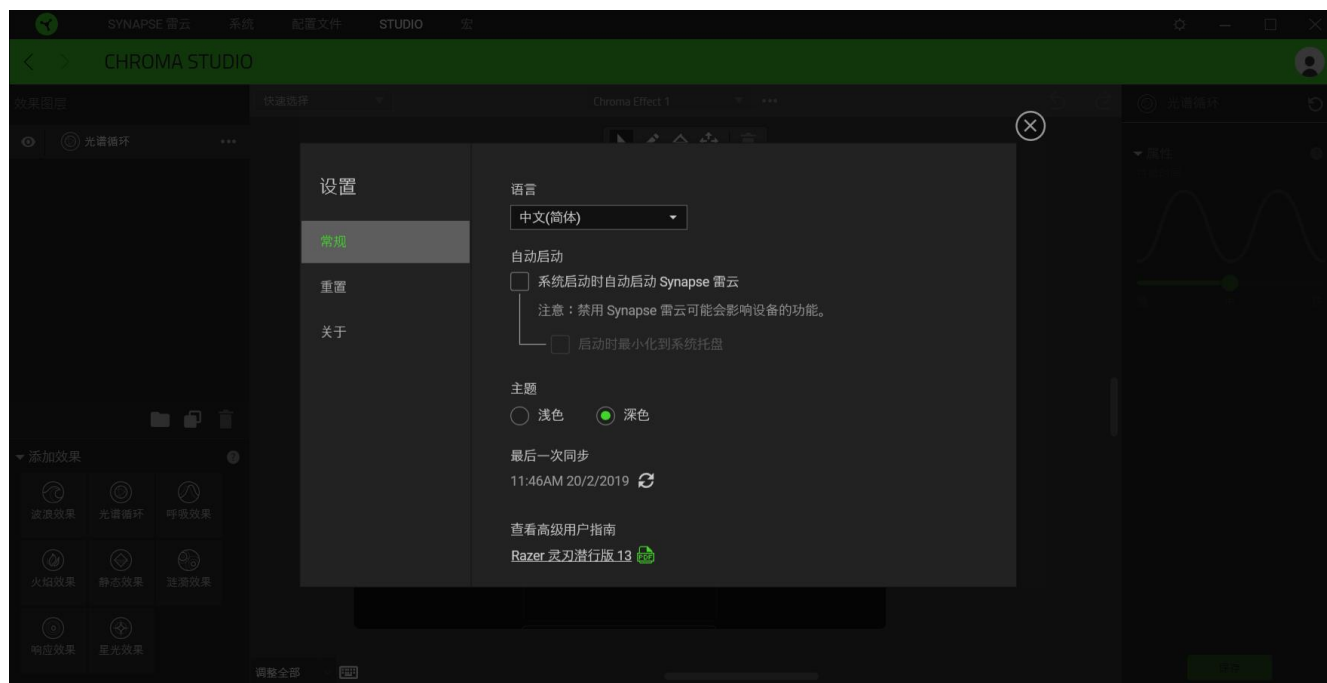 SYNAPSE 雷云 系统 配置文件 STUDIO 宏
CHROMA STUDIO
效果图层 快速选择 Chroma Effect 1 光谱循环
光谱循环
属性
设置
常规
重置
关于
语言
中文(简体)
自动启动
系统启动时自动启动 Synapse 雷云
注意：禁用 Synapse 雷云可能会影响设备的功能。
启动时最小化到系统托盘
主题
浅色 深色
最后一次同步
11:46AM 20/2/2019
查看高级用户指南
Razer 灵刃潜行版 13 PDF
添加效果
波浪效果 光谱循环 呼吸效果
火焰效果 静态效果 涟漪效果
响应效果 星光效果
调整全部